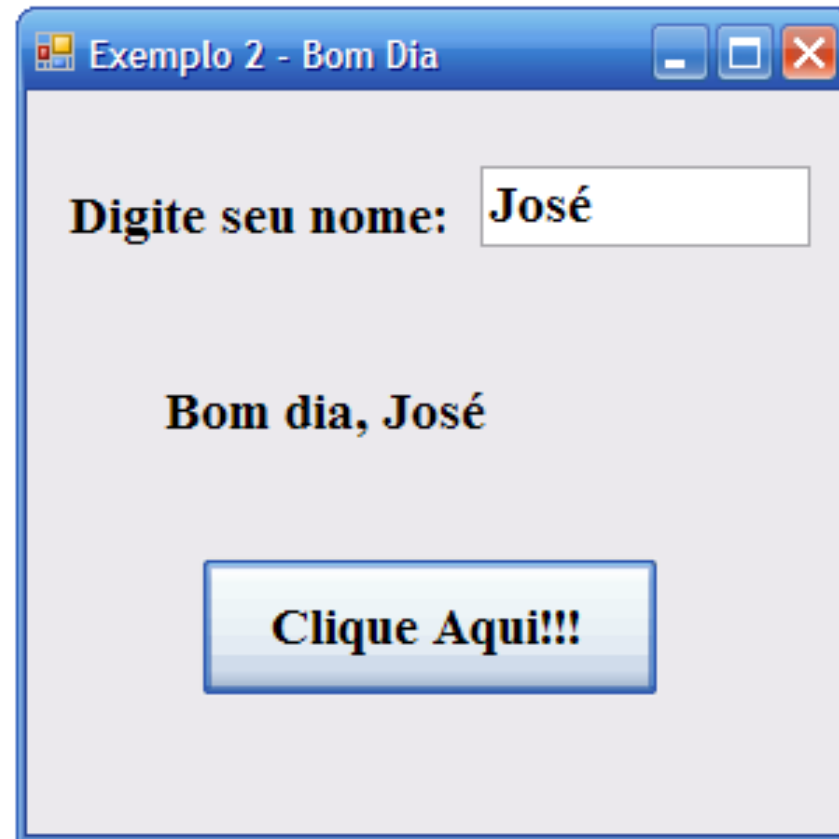 Exemplo 2 - Bom Dia
Digite seu nome: José
Bom dia, José
Clique Aqui!!!